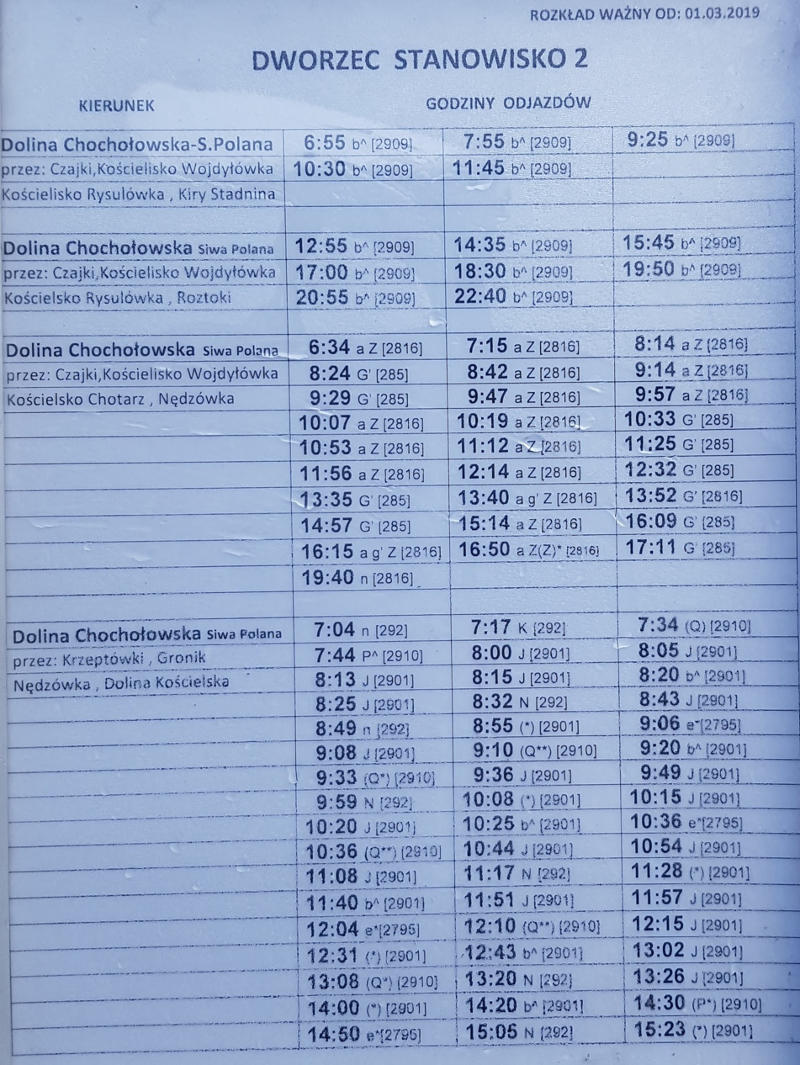 ROZKŁAD WAŻNY OD: 01.03.2019
DWORZEC STANOWISKO 2
KIERUNEK GODZINY ODJAZDÓW
Dolina Chochołowska-S.Polana 6:55 b^ [2909] 7:55 b^ [2909] 9:25 b^ [2909]
przez: Czajki,Kościelisko Wojdyłówka 10:30 b^ [2909] 11:45 b^ [2909]
Kościelisko Rysulówka , Kiry Stadnina
Dolina Chochołowska Siwa Polana 12:55 b^ [2909] 14:35 b^ [2909] 15:45 b^ [2909]
przez: Czajki,Kościelisko Wojdyłówka 17:00 b^ [2909] 18:30 b^ [2909] 19:50 b^ [2909]
Kościelsko Rysulówka , Roztoki 20:55 b^ [2909] 22:40 b^ [2909]
Dolina Chochołowska Siwa Polana 6:34 a Z [2816] 7:15 a Z [2816] 8:14 a Z [2816]
przez: Czajki,Kościelisko Wojdyłówka 8:24 G' [285] 8:42 a Z [2816] 9:14 a Z [2816]
Kościelsko Chotarz , Nędzówka 9:29 G' [285] 9:47 a Z [2816] 9:57 a Z [2816]
10:07 a Z [2816] 10:19 a Z [2816] 10:33 G' [285]
10:53 a Z [2816] 11:12 a Z [2816] 11:25 G' [285]
11:56 a Z [2816] 12:14 a Z [2816] 12:32 G' [285]
13:35 G' [285] 13:40 a g' Z [2816] 13:52 G' [2816]
14:57 G' [285] 15:14 a Z [2816] 16:09 G' [285]
16:15 a g' Z [2816] 16:50 a Z(Z)* [2816] 17:11 G' [285]
19:40 n [2816]
Dolina Chochołowska Siwa Polana 7:04 n [292] 7:17 K [292] 7:34 (Q) [2910]
przez: Krzeptówki , Gronik 7:44 P^ [2910] 8:00 J [2901] 8:05 J [2901]
Nędzówka , Dolina Kościelska 8:13 J [2901] 8:15 J [2901] 8:20 b^ [2901]
8:25 J [2901] 8:32 N [292] 8:43 J [2901]
8:49 n [292] 8:55 (*) [2901] 9:06 e*[2795]
9:08 J [2901] 9:10 (Q**) [2910] 9:20 b^ [2901]
9:33 (Q*) [2910] 9:36 J [2901] 9:49 J [2901]
9:59 N [292] 10:08 (*) [2901] 10:15 J [2901]
10:20 J [2901] 10:25 b^ [2901] 10:36 e*[2795]
10:36 (Q**) [2910] 10:44 J [2901] 10:54 J [2901]
11:08 J [2901] 11:17 N [292] 11:28 (*) [2901]
11:40 b^ [2901] 11:51 J [2901] 11:57 J [2901]
12:04 e*[2795] 12:10 (Q**) [2910] 12:15 J [2901]
12:31 (*) [2901] 12:43 b^ [2901] 13:02 J [2901]
13:08 (Q*) [2910] 13:20 N [292] 13:26 J [2901]
14:00 (*) [2901] 14:20 b^ [2901] 14:30 (P*) [2910]
14:50 e*[2795] 15:05 N [292] 15:23 (*) [2901]